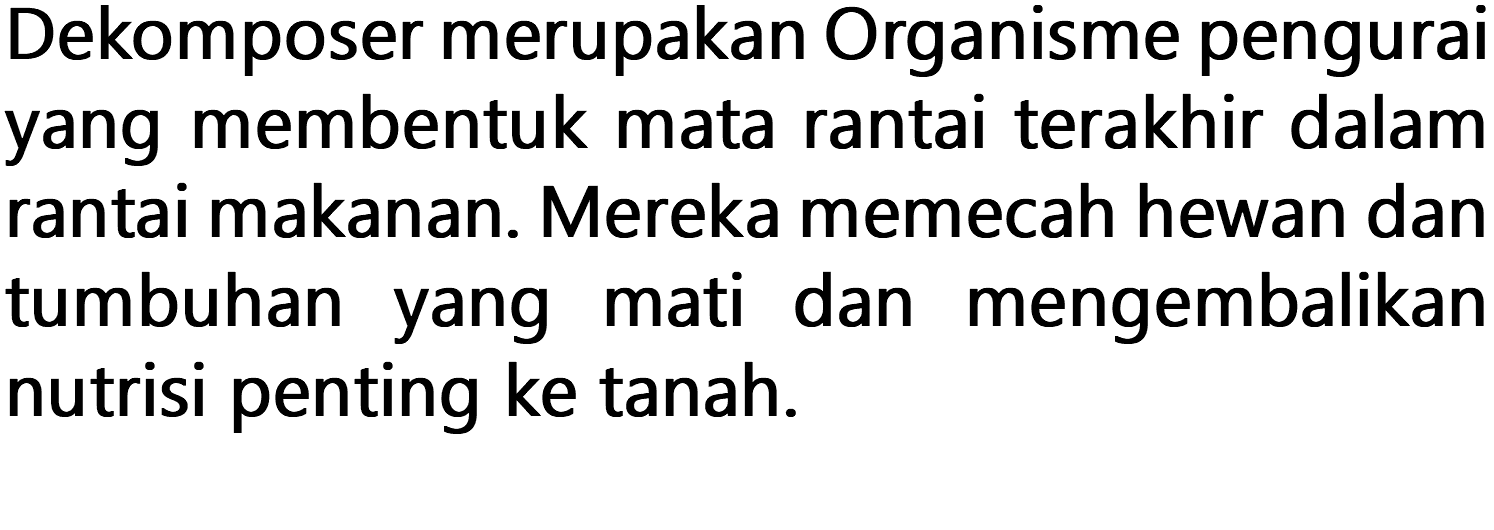 Dekomposer merupakan Organisme pengurai
yang membentuk mata rantai terakhir dalam
rantai makanan. Mereka memecah hewan dan
tumbuhan yang mati dan mengembalikan
nutrisi penting ke tanah.